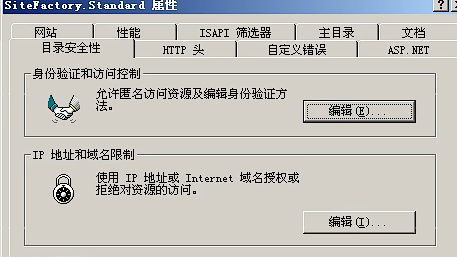 SiteFactory.Standard 属性
网站 性能 ISAPI 筛选器 主目录 文档
目录安全性 HTTP 头 自定义错误 ASP.NET
身份验证和访问控制
允许匿名访问资源及编辑身份验证方
法。
编辑(E)...
IP 地址和域名限制
使用 IP 地址或 Internet 域名授权或
拒绝对资源的访问。
编辑(I)...